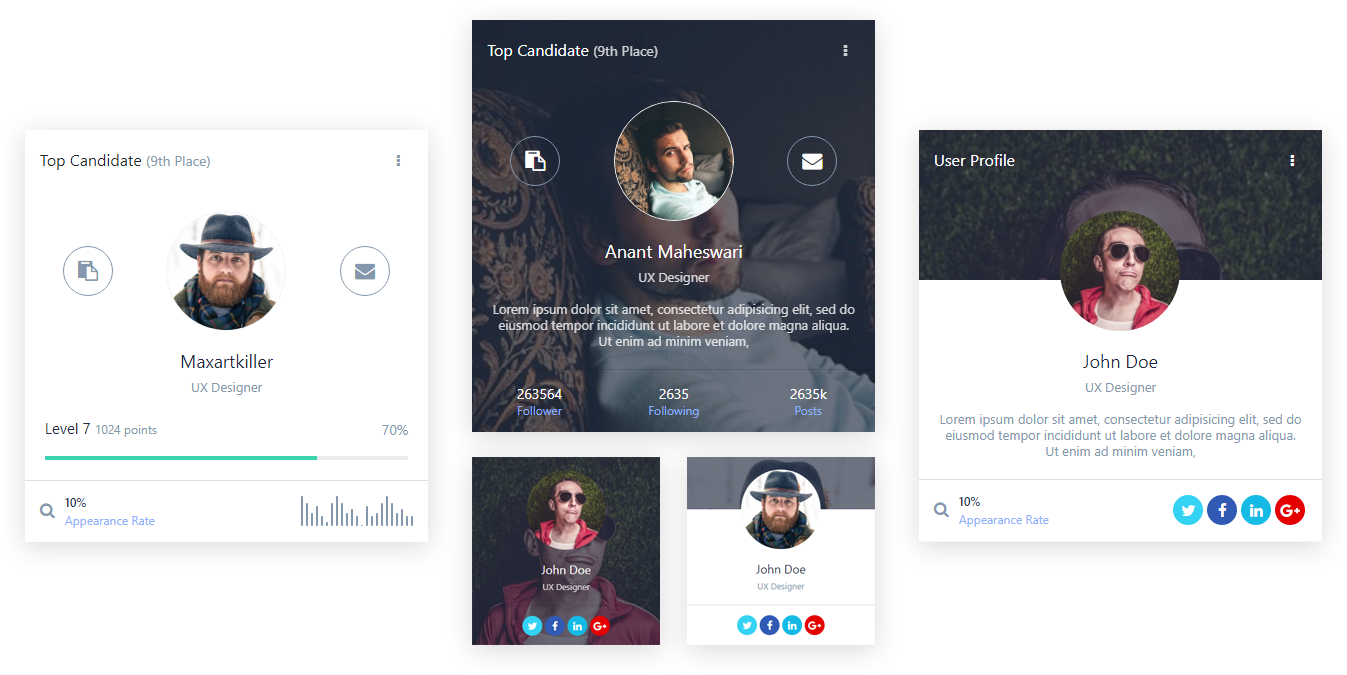 Top Candidate (9th Place)
Maxartkiller
UX Designer
Level 7 1024 points 70%
10%
Appearance Rate
Top Candidate (9th Place)
Anant Maheswari
UX Designer
Lorem ipsum dolor sit amet, consectetur adipisicing elit, sed do
eiusmod tempor incididunt ut labore et dolore magna aliqua.
Ut enim ad minim veniam,
263564 2635 2635k
Follower Following Posts
John Doe
UX Designer
G+
John Doe
UX Designer
G+
User Profile
John Doe
UX Designer
Lorem ipsum dolor sit amet, consectetur adipisicing elit, sed do
eiusmod tempor incididunt ut labore et dolore magna aliqua.
Ut enim ad minim veniam,
10%
Appearance Rate
f in G+